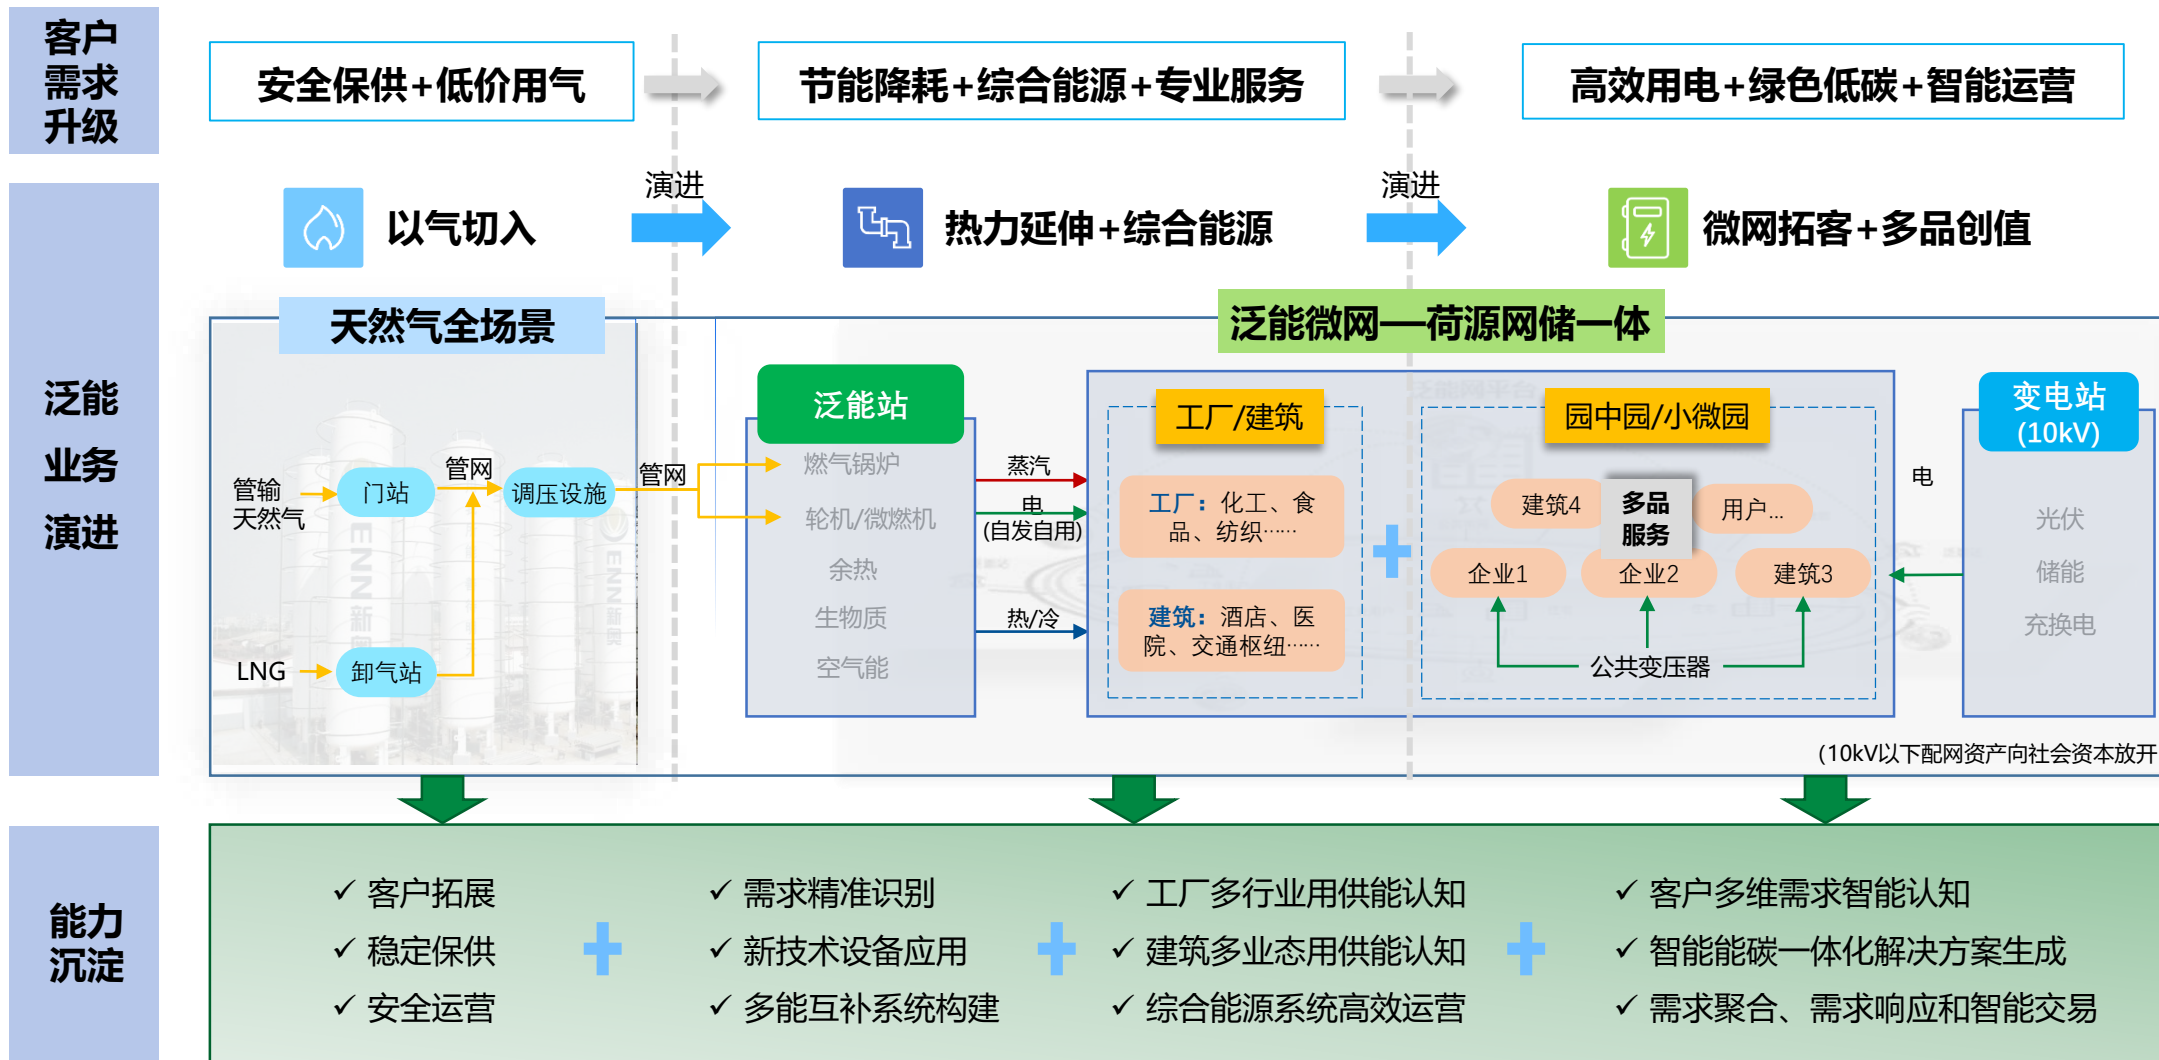 客户
需求
升级
安全保供+低价用气
节能降耗+综合能源+专业服务
高效用电+绿色低碳+智能运营
泛能
业务
演进
以气切入
演进
热力延伸+综合能源
演进
微网拓客+多品创值
天然气全场景
泛能微网—荷源网储一体
管输
天然气
门站
管网
调压设施
管网
LNG
卸气站
ENN新奥
ENN新奥
泛能站
燃气锅炉
轮机/微燃机
余热
生物质
空气能
蒸汽
电
(自发自用)
热/冷
工厂/建筑
工厂：化工、食
品、纺织……
建筑：酒店、医
院、交通枢纽……
园中园/小微园
泛能网平台
建筑4
多品
服务
用户...
企业1
企业2
建筑3
公共变压器
电
变电站
(10kV)
光伏
储能
充换电
(10kV以下配网资产向社会资本放开
能力
沉淀
✓ 客户拓展
✓ 稳定保供
✓ 安全运营
✓ 需求精准识别
✓ 新技术设备应用
✓ 多能互补系统构建
✓ 工厂多行业用供能认知
✓ 建筑多业态用供能认知
✓ 综合能源系统高效运营
✓ 客户多维需求智能认知
✓ 智能能碳一体化解决方案生成
✓ 需求聚合、需求响应和智能交易